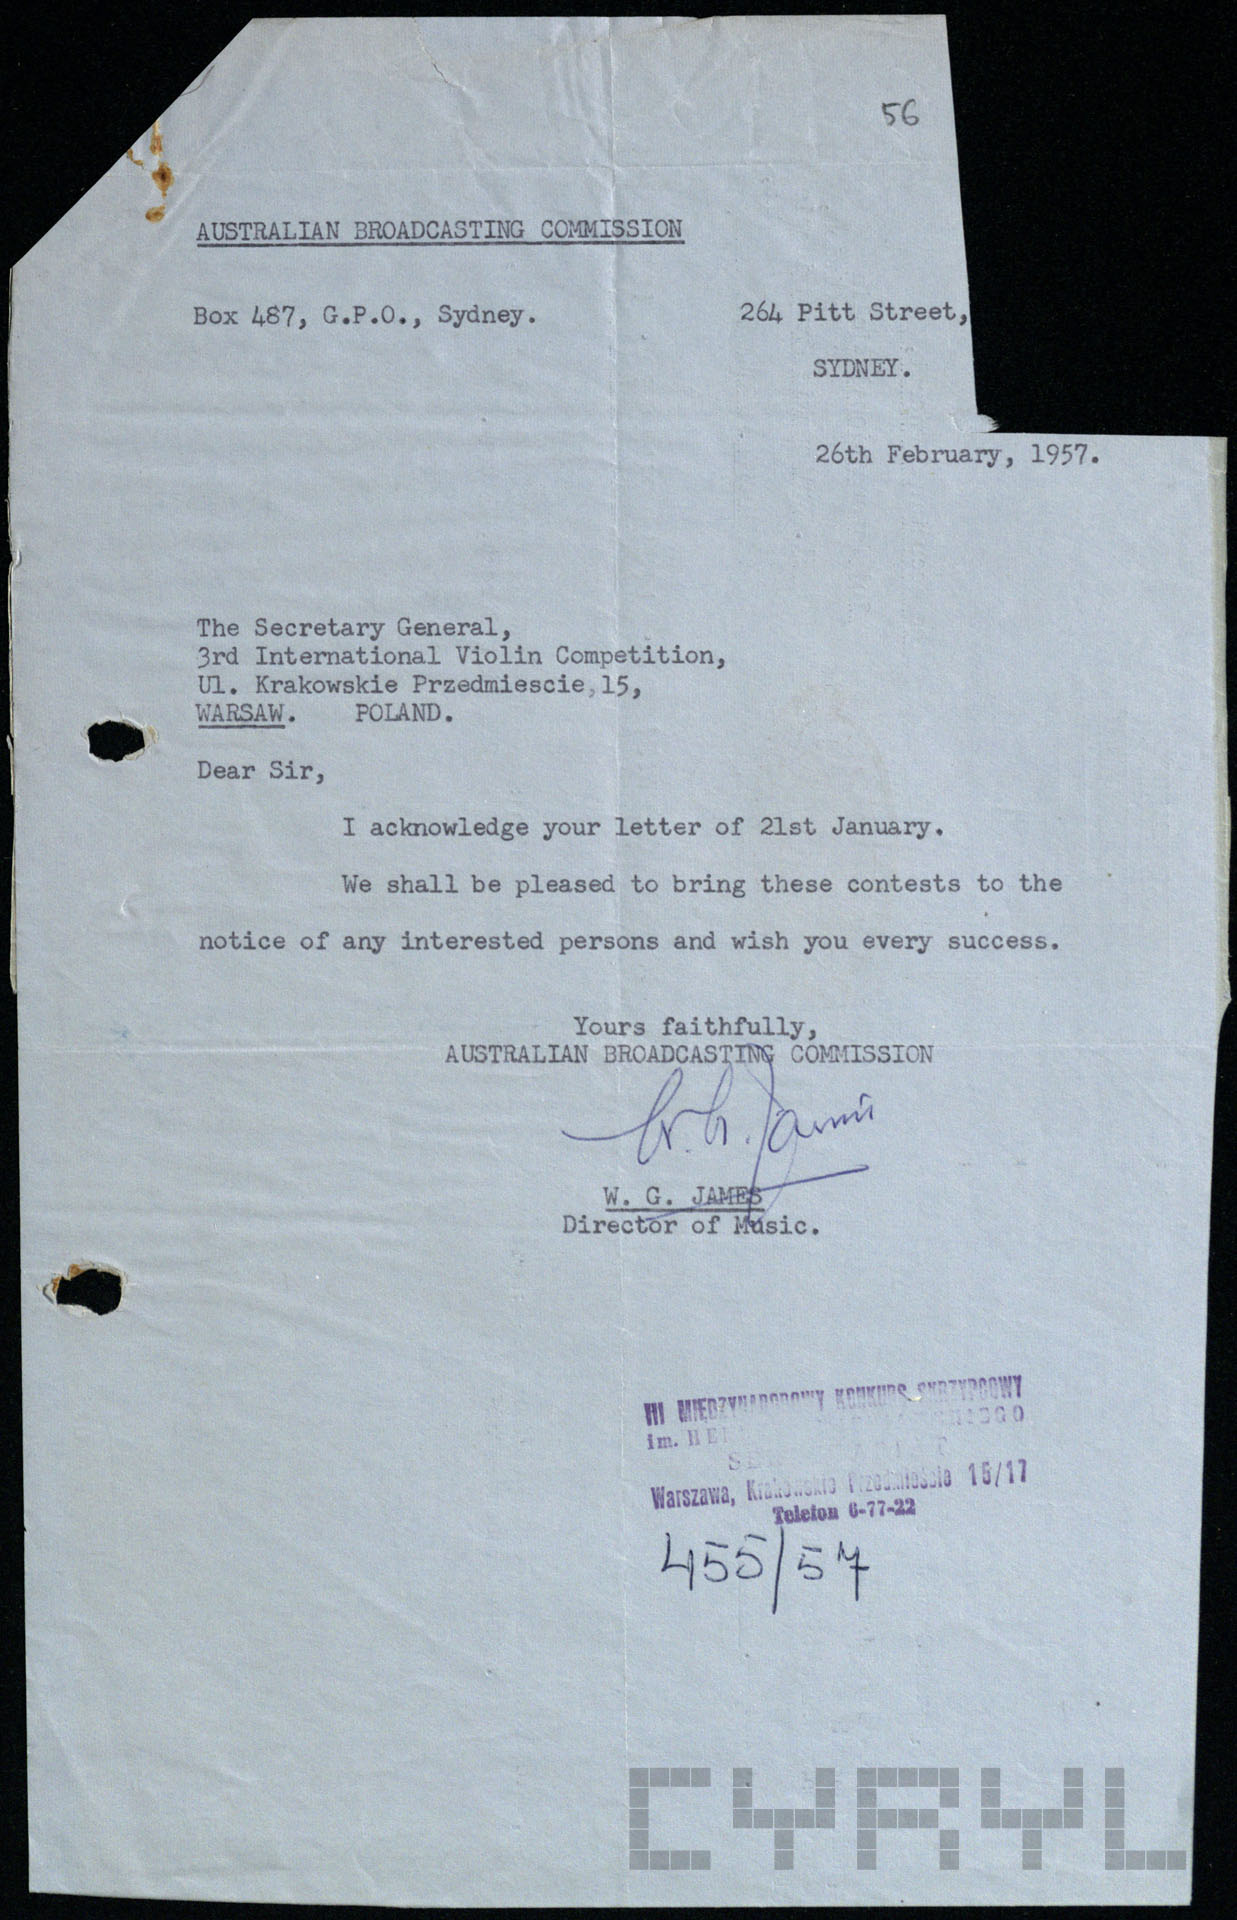 56
AUSTRALIAN BROADCASTING COMMISSION
Box 487, G.P.O., Sydney.
264 Pitt Street,
SYDNEY.
26th February, 1957.
The Secretary General,
3rd International Violin Competition,
Ul. Krakowskie Przedmiescie,15,
WARSAW. POLAND.
Dear Sir,
I acknowledge your letter of 21st January.
We shall be pleased to bring these contests to the
notice of any interested persons and wish you every success.
Yours faithfully,
AUSTRALIAN BROADCASTING COMMISSION
W. G. James
W. G. JAMES
Director of Music.
III MIĘDZYNARODOWY KONKURS SKRZYPCOWY
im.
Warszawa, Krakowskie Przedmieście 15/17
Telefon 6-77-22
455/57
CYRYL